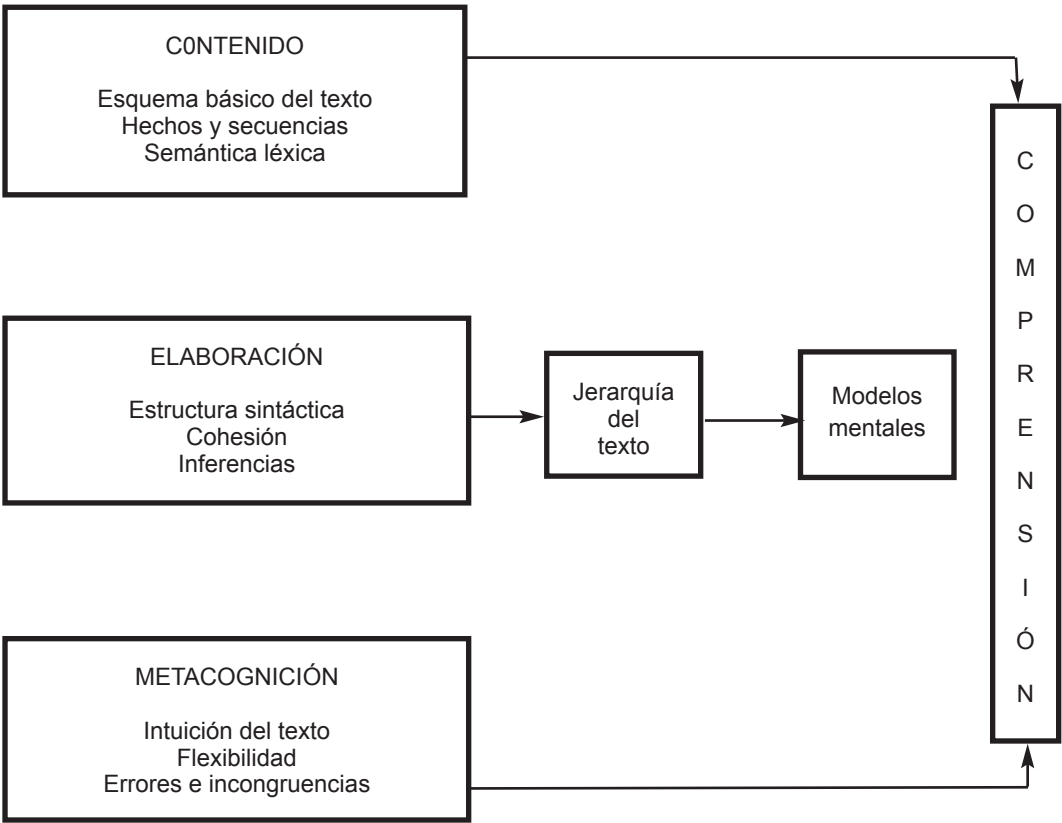 C0NTENIDO
Esquema básico del texto
Hechos y secuencias
Semántica léxica
ELABORACIÓN
Estructura sintáctica
Cohesión
Inferencias
Jerarquía
del
texto
Modelos
mentales
METACOGNICIÓN
Intuición del texto
Flexibilidad
Errores e incongruencias
C
O
M
P
R
E
N
S
I
Ó
N